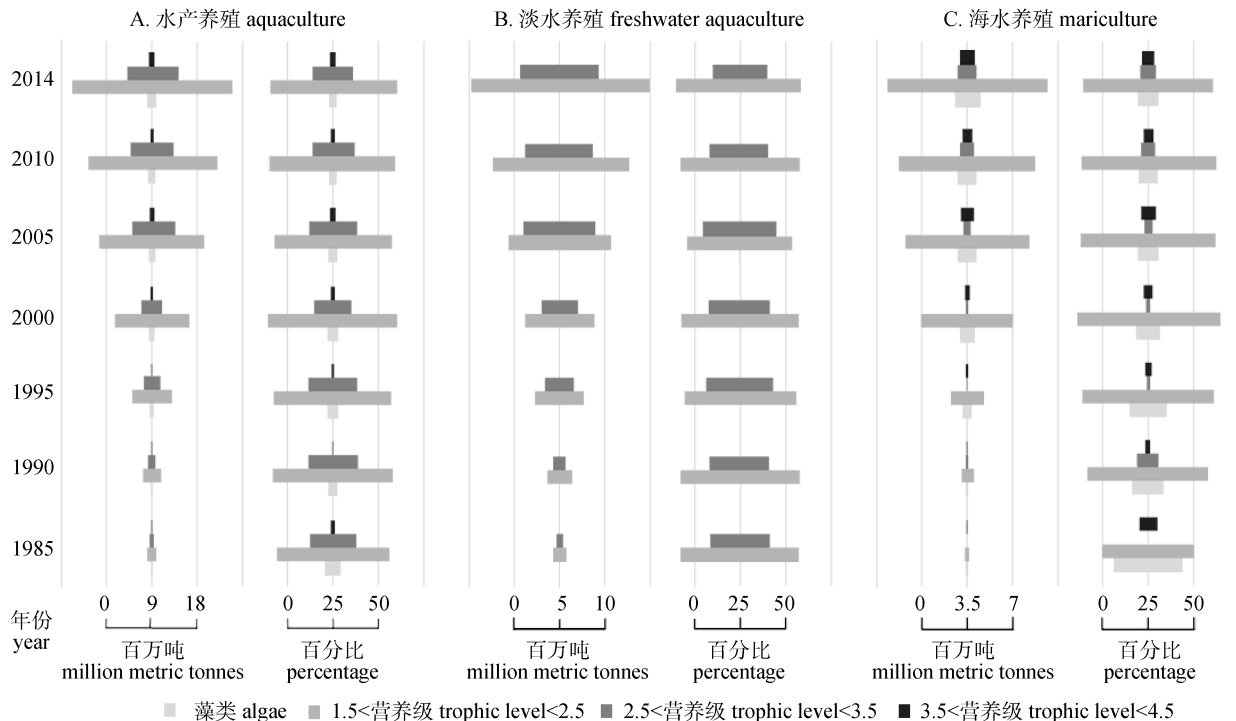 A. 水产养殖 aquaculture
B. 淡水养殖 freshwater aquaculture
C. 海水养殖 mariculture
2014
2010
2005
2000
1995
1990
1985
年份
year
0 9 18
百万吨
million metric tonnes
0 25 50
百分比
percentage
0 5 10
百万吨
million metric tonnes
0 25 50
百分比
percentage
0 3.5 7
百万吨
million metric tonnes
0 25 50
百分比
percentage
藻类 algae 1.5<营养级 trophic level<2.5 2.5<营养级 trophic level<3.5 3.5<营养级 trophic level<4.5